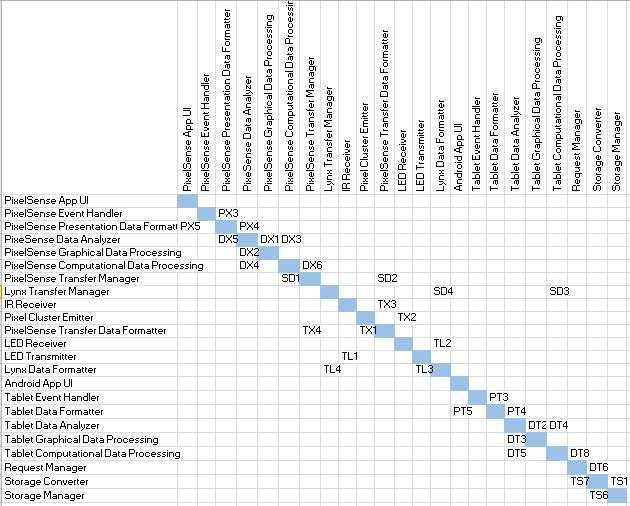 PixelSense App UI
PixelSense Event Handler
PixelSense Presentation Data Formatter
PixelSense Data Analyzer
PixelSense Graphical Data Processing
PixelSense Computational Data Processin
PixelSense Transfer Manager
Lynx Transfer Manager
IR Receiver
Pixel Cluster Emitter
PixelSense Transfer Data Formatter
LED Receiver
LED Transmitter
Lynx Data Formatter
Android App UI
Tablet Event Handler
Tablet Data Formatter
Tablet Data Analyzer
Tablet Graphical Data Processing
Tablet Computational Data Processing
Request Manager
Storage Converter
Storage Manager
PixelSense App UI
PixelSense Event Handler PX3
PixelSense Presentation Data Formatt PX5 PX4
PixeSense Data Analyzer DX5 DX1 DX3
PixelSense Graphical Data Processing DX2
PixelSense Computational Data Processing DX4 DX6
PixelSense Transfer Manager SD1 SD2
Lynx Transfer Manager SD4 SD3
IR Receiver TX3
Pixel Cluster Emitter TX2
PixelSense Transfer Data Formatter TX4 TX1
LED Receiver TL2
LED Transmitter TL1
Lynx Data Formatter TL4 TL3
Android App UI
Tablet Event Handler PT3
Tablet Data Formatter PT5 PT4
Tablet Data Analyzer DT2 DT4
Tablet Graphical Data Processing DT3
Tablet Computational Data Processing DT5 DT8
Request Manager DT6
Storage Converter TS7 TS1
Storage Manager TS6